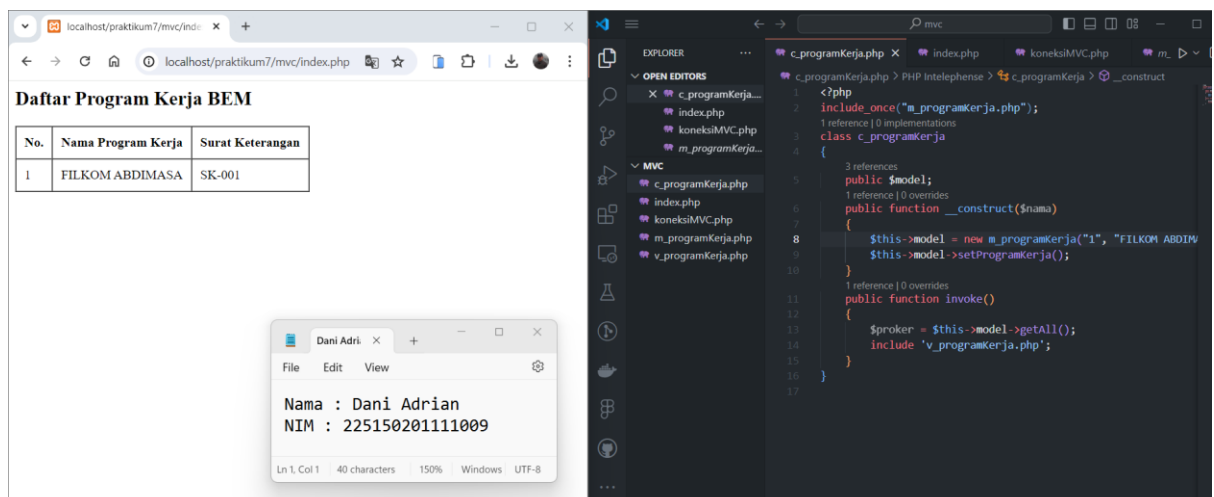 localhost/praktikum7/mvc/inde
localhost/praktikum7/mvc/index.php
Daftar Program Kerja BEM
No. Nama Program Kerja Surat Keterangan
1 FILKOM ABDIMASA SK-001
Dani Adri
File Edit View
Nama : Dani Adrian
NIM : 225150201111009
Ln 1, Col 1 40 characters 150% Windows UTF-8
mvc
EXPLORER
OPEN EDITORS
c_programKerja....
index.php
koneksiMVC.php
m_programKerja...
MVC
c_programKerja.php
index.php
koneksiMVC.php
m_programKerja.php
v_programKerja.php
c_programKerja.php index.php koneksiMVC.php m_
c_programKerja.php > PHP Intelephense > c_programKerja > __construct
1 <?php
2 include_once("m_programKerja.php");
1 reference | 0 implementations
3 class c_programKerja
4 {
3 references
5 public $model;
1 reference | 0 overrides
6 public function __construct($nama)
7 {
8 $this->model = new m_programKerja("1", "FILKOM ABDIMA
9 $this->model->setProgramKerja();
10 }
1 reference | 0 overrides
11 public function invoke()
12 {
13 $proker = $this->model->getAll();
14 include 'v_programKerja.php';
15 }
16 }
17